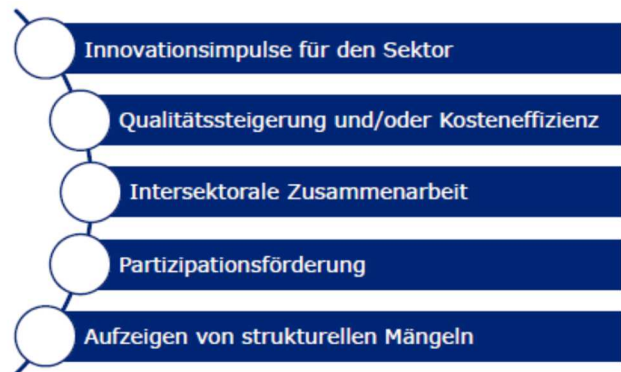 Innovationsimpulse für den Sektor
Qualitätssteigerung und/oder Kosteneffizienz
Intersektorale Zusammenarbeit
Partizipationsförderung
Aufzeigen von strukturellen Mängeln